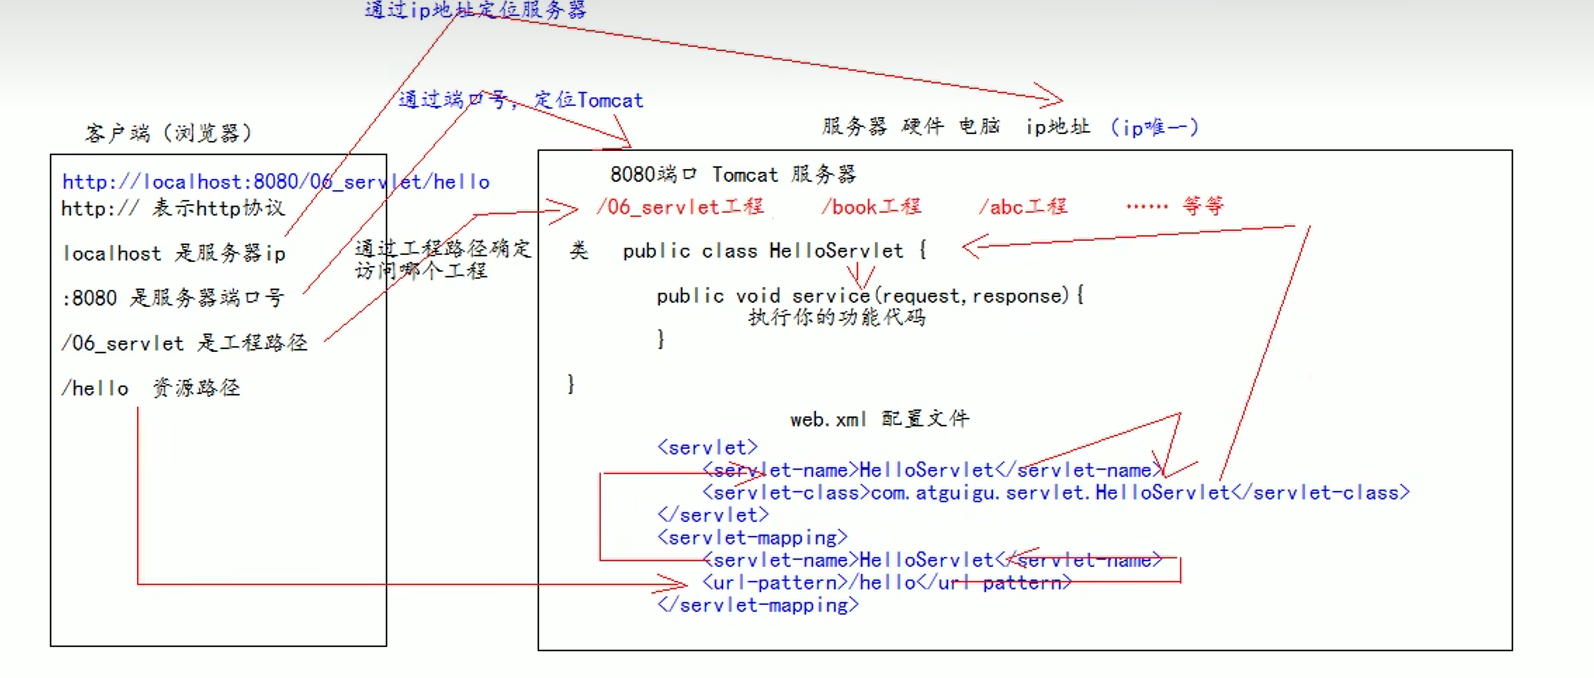 通过ip地址定位服务器
通过端口号，定位Tomcat
客户端（浏览器）
服务器 硬件 电脑 ip地址 （ip唯一）
http://localhost:8080/06_servlet/hello
http:// 表示http协议
localhost 是服务器ip
:8080 是服务器端口号
/06_servlet 是工程路径
/hello 资源路径
通过工程路径确定
访问哪个工程
8080端口 Tomcat 服务器
/06_servlet工程 /book工程 /abc工程 …… 等等
类 public class HelloServlet {
public void service(request,response){
执行你的功能代码
}
}
web.xml 配置文件
<servlet>
<servlet-name>HelloServlet</servlet-name>
<servlet-class>com.atguigu.servlet.HelloServlet</servlet-class>
</servlet>
<servlet-mapping>
<servlet-name>HelloServlet</servlet-name>
<url-pattern>/hello</url-pattern>
</servlet-mapping>